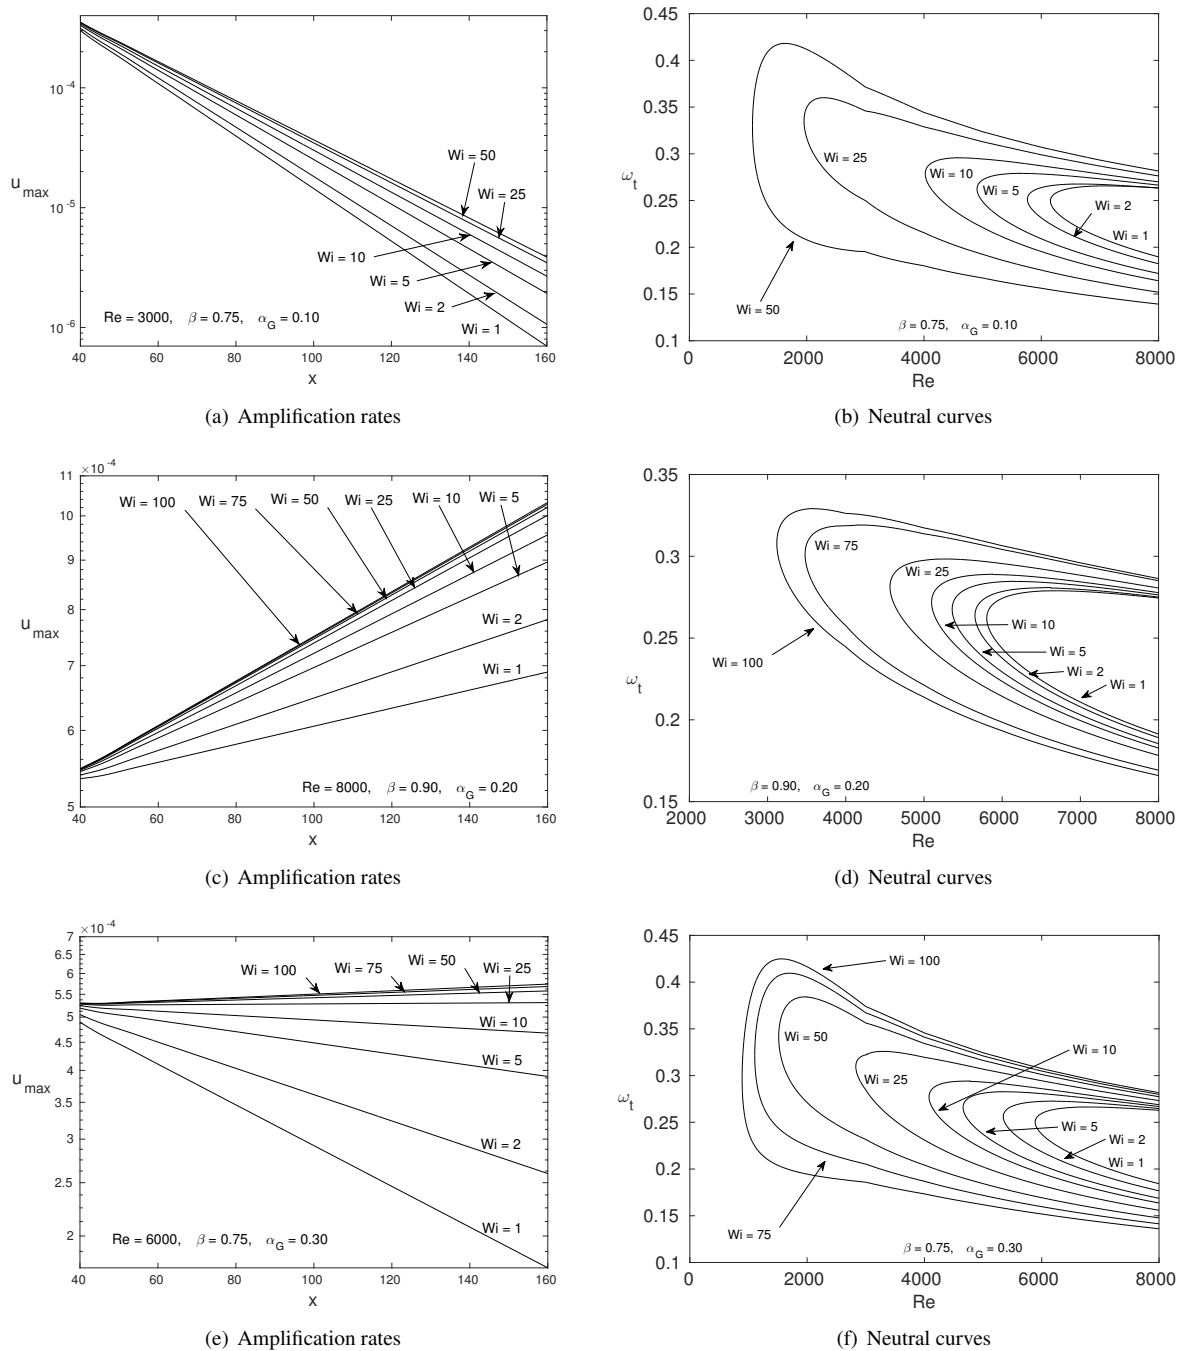 10⁻⁴
10⁻⁵
10⁻⁶
u_max
Wi = 50
Wi = 25
Wi = 10
Wi = 5
Wi = 2
Wi = 1
Re = 3000, β = 0.75, α_G = 0.10
40 60 80 100 120 140 160
x
(a) Amplification rates
0.45
0.4
0.35
0.3
0.25
0.2
0.15
0.1
ω_t
Wi = 25
Wi = 10
Wi = 5
Wi = 2
Wi = 1
Wi = 50
β = 0.75, α_G = 0.10
0 2000 4000 6000 8000
Re
(b) Neutral curves
×10⁻⁴
11
10
9
8
7
6
5
u_max
Wi = 100 Wi = 75 Wi = 50 Wi = 25 Wi = 10 Wi = 5
Wi = 2
Wi = 1
Re = 8000, β = 0.90, α_G = 0.20
40 60 80 100 120 140 160
x
(c) Amplification rates
0.35
0.3
0.25
0.2
0.15
ω_t
Wi = 75
Wi = 25
Wi = 10
Wi = 5
Wi = 100
Wi = 2
Wi = 1
β = 0.90, α_G = 0.20
2000 3000 4000 5000 6000 7000 8000
Re
(d) Neutral curves
×10⁻⁴
7
6.5
6
5.5
5
4.5
4
3.5
3
2.5
2
u_max
Wi = 100 Wi = 75 Wi = 50 Wi = 25
Wi = 10
Wi = 5
Wi = 2
Wi = 1
Re = 6000, β = 0.75, α_G = 0.30
40 60 80 100 120 140 160
x
(e) Amplification rates
0.45
0.4
0.35
0.3
0.25
0.2
0.15
0.1
ω_t
Wi = 100
Wi = 50
Wi = 10
Wi = 25
Wi = 5
Wi = 2
Wi = 1
Wi = 75
β = 0.75, α_G = 0.30
0 2000 4000 6000 8000
Re
(f) Neutral curves